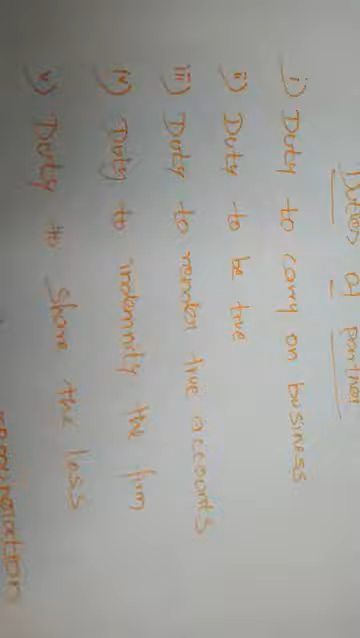 Duties of partner
i) Duty to carry on business
ii) Duty to be true
iii) Duty to render true accounts
iv) Duty to indemnity the firm
v) Duty to share the loss